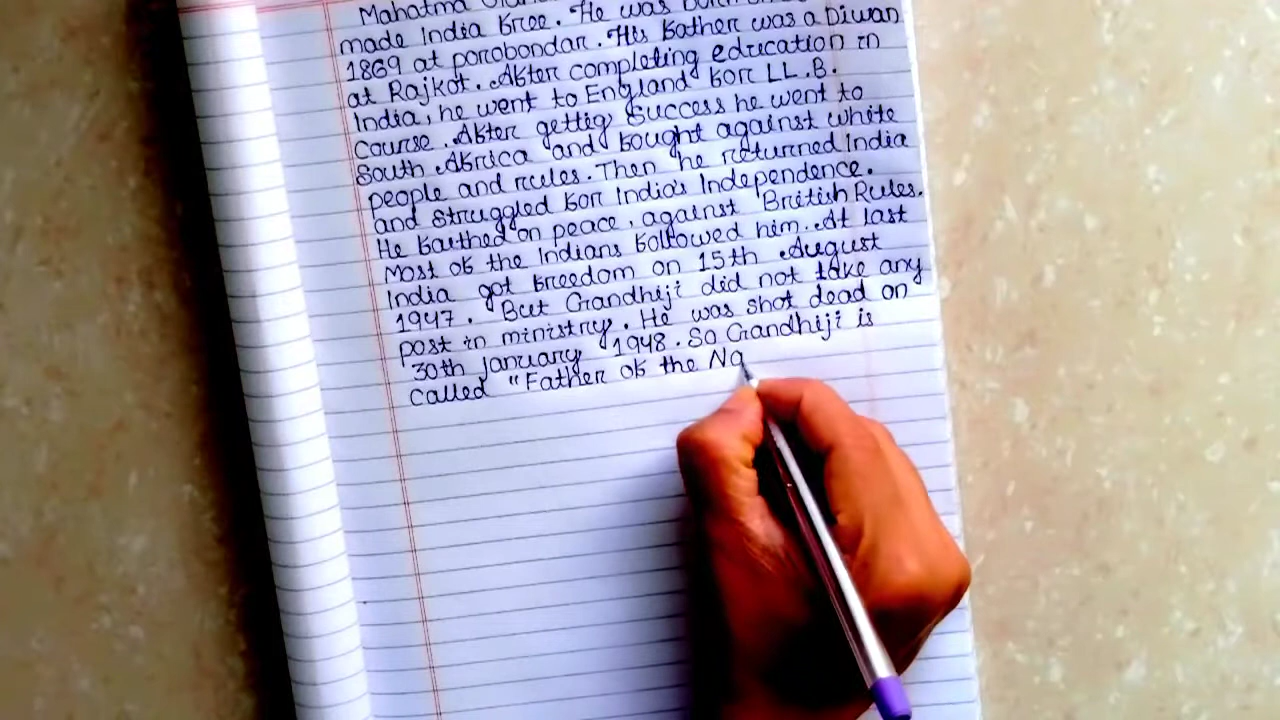 Mahatma
made India free. He was born
1869 at porobondar. His father was a Diwan
at Rajkot. After completing education in
India, he went to England for LL.B.
course. After gettig success he went to
South Africa and fought against white
people and rules. Then he returned India
and struggled for India's Independence.
He farthed on peace, against British Rules.
Most of the Indians followed him. At last
India got freedom on 15th August
1947. But Gandhiji did not take any
post in ministry. He was shot dead on
30th January 1948. So Gandhiji is
called "Father of the Na